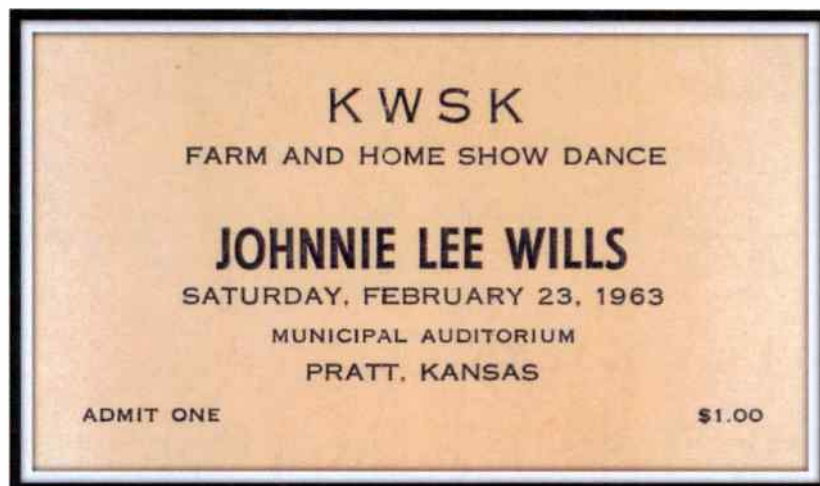 KWSK
FARM AND HOME SHOW DANCE
JOHNNIE LEE WILLS
SATURDAY, FEBRUARY 23, 1963
MUNICIPAL AUDITORIUM
PRATT, KANSAS
ADMIT ONE $1.00